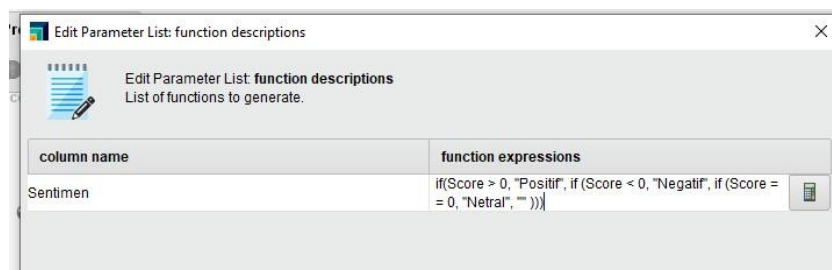 Edit Parameter List: function descriptions
Edit Parameter List: function descriptions
List of functions to generate.
column name function expressions
Sentimen if(Score > 0, "Positif", if (Score < 0, "Negatif", if (Score =
= 0, "Netral", "" )))